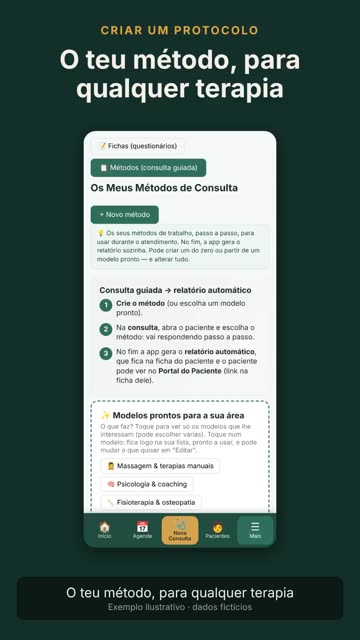 CRIAR UM PROTOCOLO
O teu método, para
qualquer terapia
📝 Fichas (questionários)
📋 Métodos (consulta guiada)
Os Meus Métodos de Consulta
+ Novo método
💡 Os seus métodos de trabalho, passo a passo, para
usar durante o atendimento. No fim, a app gera o
relatório sozinha. Pode criar um do zero ou partir de um
modelo pronto — e alterar tudo.
Consulta guiada → relatório automático
1 Crie o método (ou escolha um modelo
pronto).
2 Na consulta, abra o paciente e escolha o
método: vai respondendo passo a passo.
3 No fim a app gera o relatório automático,
que fica na ficha do paciente e o paciente
pode ver no Portal do Paciente (link na
ficha dele).
✨ Modelos prontos para a sua área
O que faz? Toque para ver só os modelos que lhe
interessam (pode escolher várias). Toque num
modelo: fica logo na sua lista, pronto a usar, e pode
mudar o que quiser em "Editar".
💆 Massagem & terapias manuais
🧠 Psicologia & coaching
🦴 Fisioterapia & osteopatia
Início Agenda Nova Consulta Pacientes Mais
O teu método, para qualquer terapia
Exemplo ilustrativo · dados fictícios